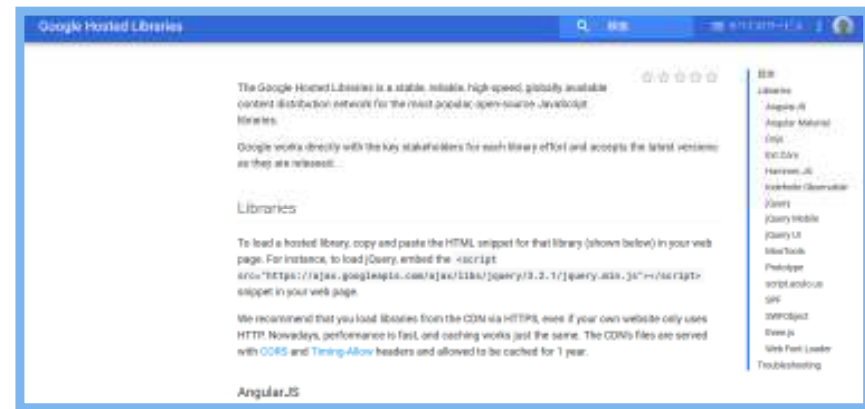 Google Hosted Libraries
The Google Hosted Libraries is a stable, reliable, high-speed, globally available
content distribution network for the most popular, open-source JavaScript
libraries.
Google works directly with the key stakeholders for each library effort and accepts the latest versions
as they are released.
Libraries
To load a hosted library, copy and paste the HTML snippet for that library (shown below) in your web
page. For instance, to load jQuery, embed the <script
src="https://ajax.googleapis.com/ajax/libs/jquery/3.2.1/jquery.min.js"></script>
snippet in your web page.
We recommend that you load libraries from the CDN via HTTPS, even if your own website only uses
HTTP. Nowadays, performance is fast, and caching works just the same. The CDN's files are served
with CORS and Timing-Allow headers and allowed to be cached for 1 year.
AngularJS
Libraries
AngularJS
Angular Material
Dojo
Ext Core
Hammer.JS
Indefinite Observable
jQuery
jQuery Mobile
jQuery UI
MooTools
Prototype
script.aculo.us
SPF
SWFObject
three.js
Web Font Loader
Troubleshooting